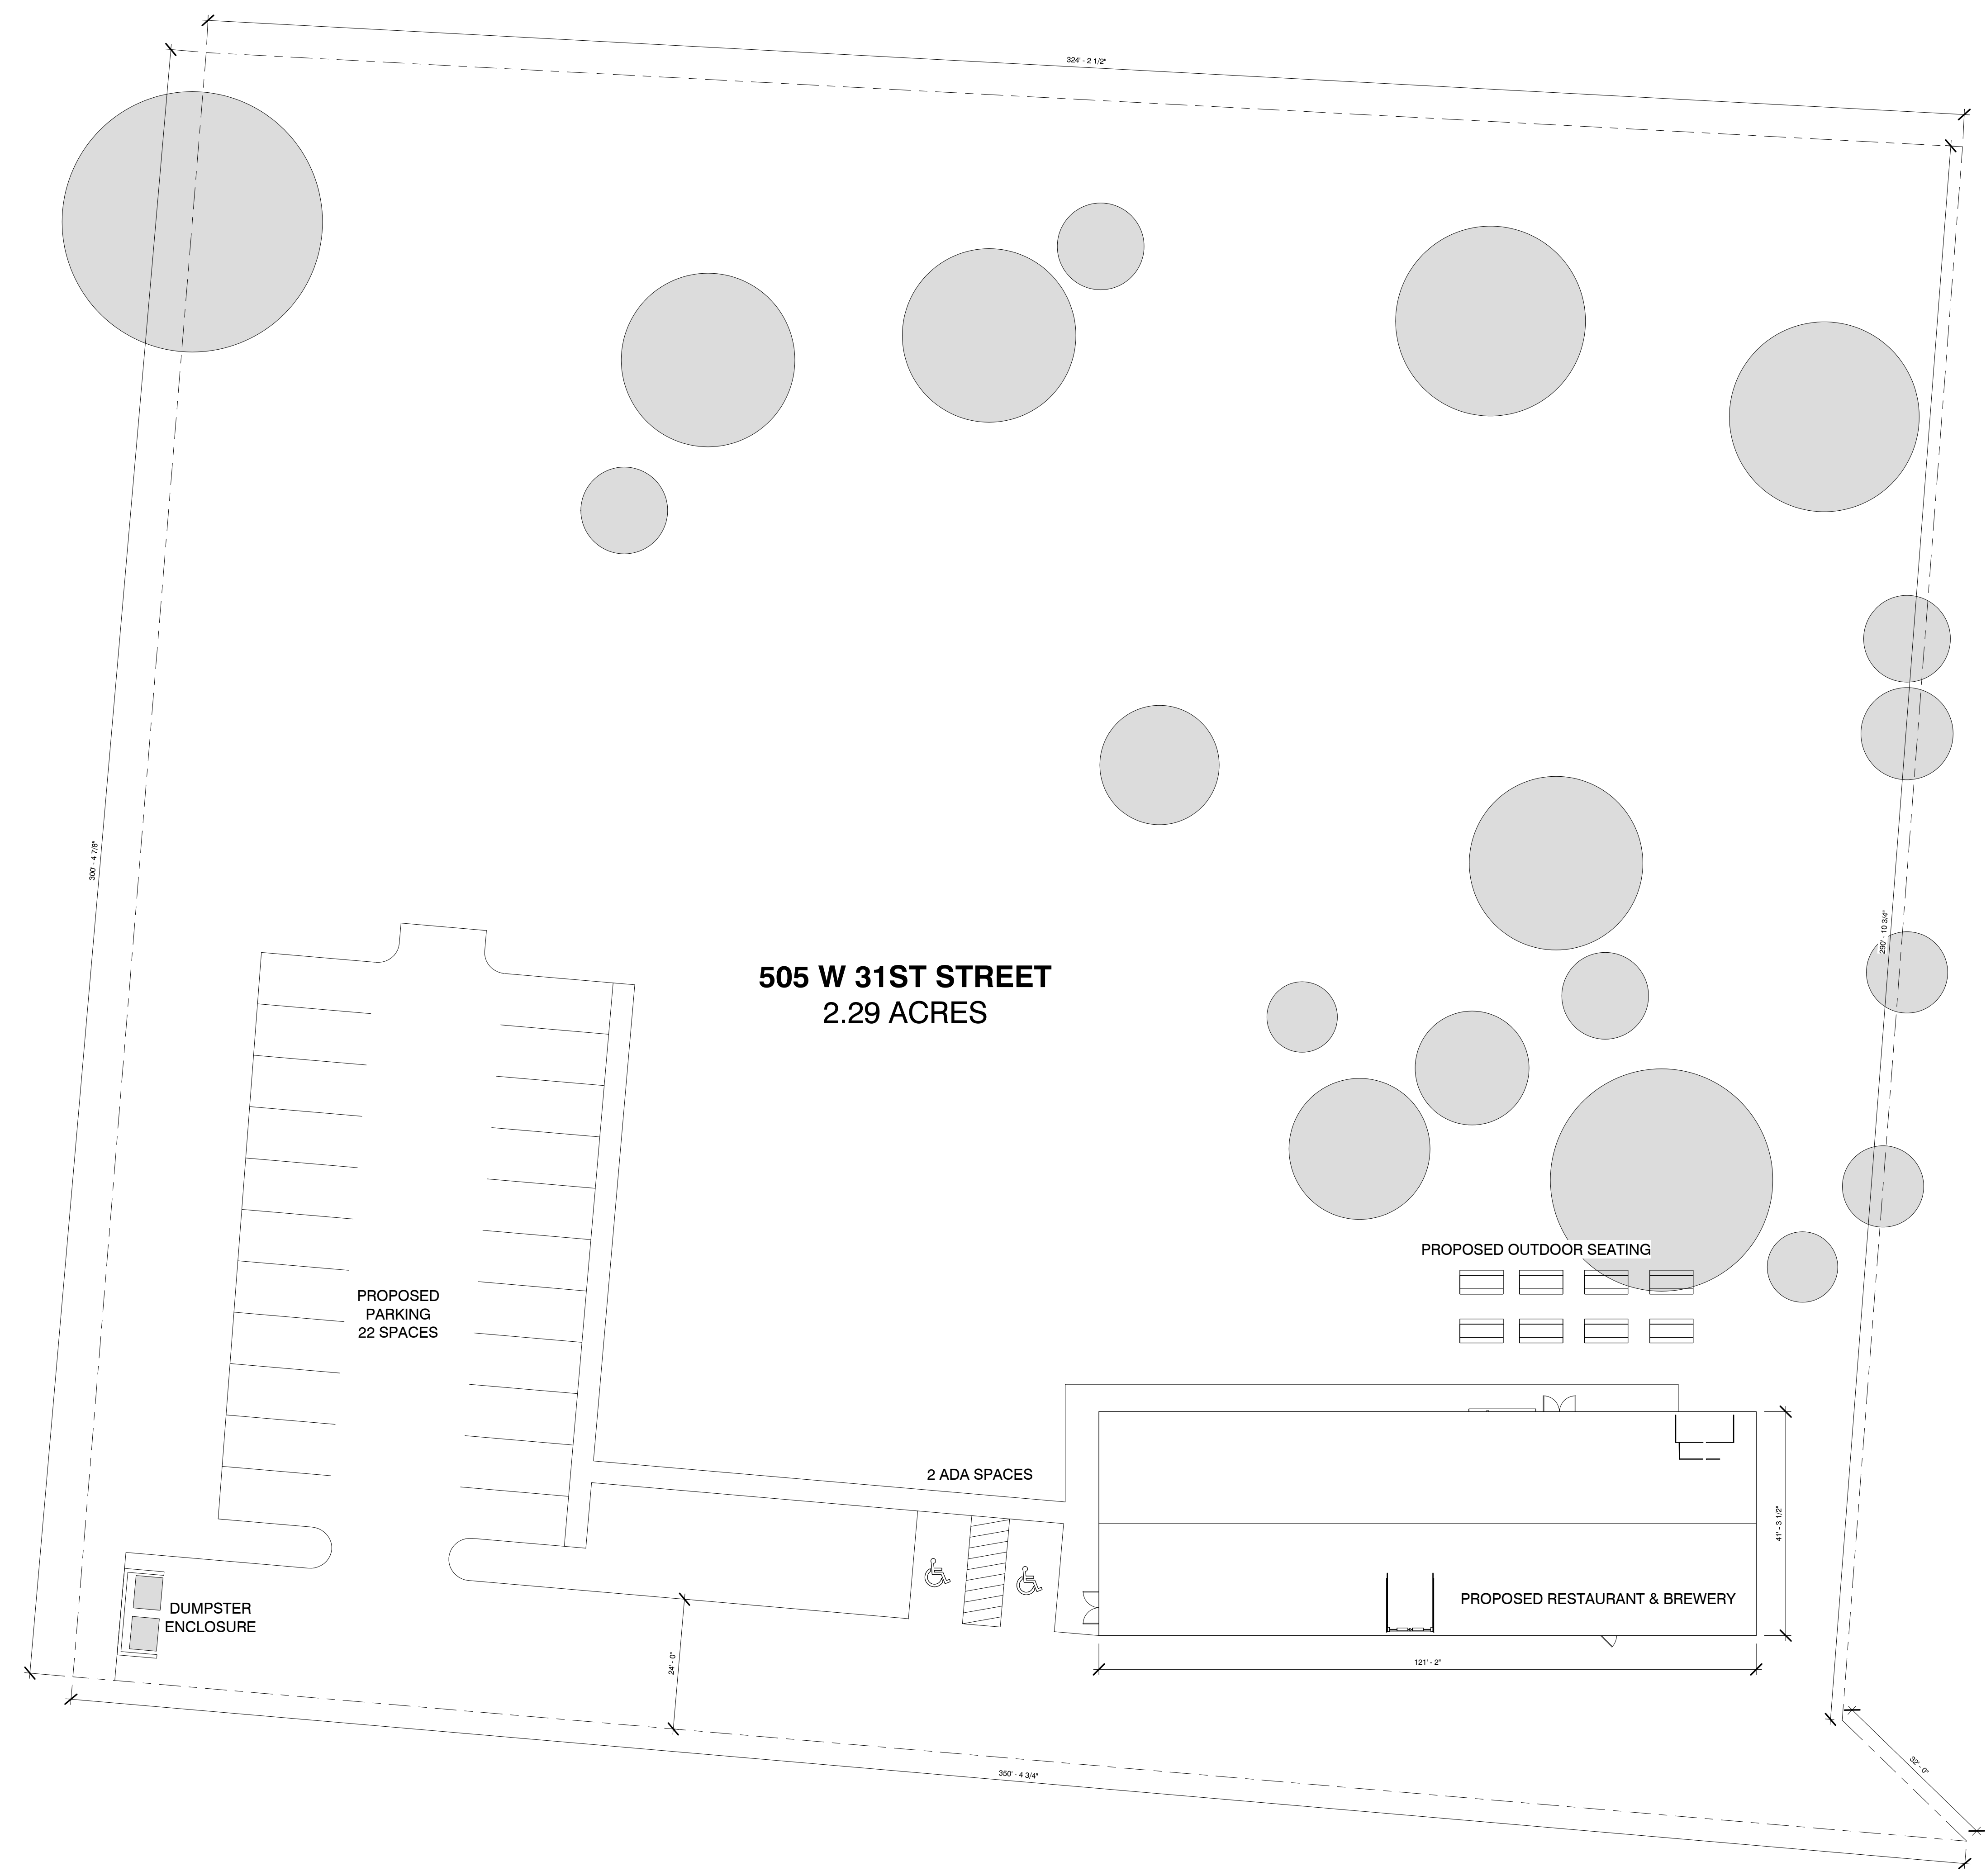 324' - 2 1/2"
300' - 4 7/8"
290' - 10 3/4"
505 W 31ST STREET
2.29 ACRES
PROPOSED OUTDOOR SEATING
PROPOSED
PARKING
22 SPACES
2 ADA SPACES
41' - 3 1/2"
PROPOSED RESTAURANT & BREWERY
DUMPSTER
ENCLOSURE
24' - 0"
121' - 2"
350' - 4 3/4"
32' - 0"